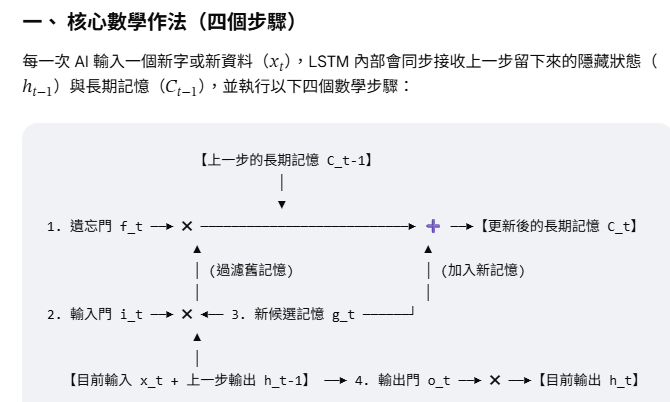 一、 核心數學作法（四個步驟）
每一次 AI 輸入一個新字或新資料（x_t），LSTM 內部會同步接收上一步留下來的隱藏狀態（
h_{t−1}）與長期記憶（C_{t−1}），並執行以下四個數學步驟：
【上一步的長期記憶 C_t-1】
│
▼
1. 遺忘門 f_t ──► ✕ ──────────────────────────► ➕ ──►【更新後的長期記憶 C_t】
▲ ▲
│ (過濾舊記憶) │ (加入新記憶)
│ │
2. 輸入門 i_t ──► ✕ ◄── 3. 新候選記憶 g_t ──────┘
▲
│
【目前輸入 x_t + 上一步輸出 h_t-1】 ──► 4. 輸出門 o_t ──► ✕ ──►【目前輸出 h_t】